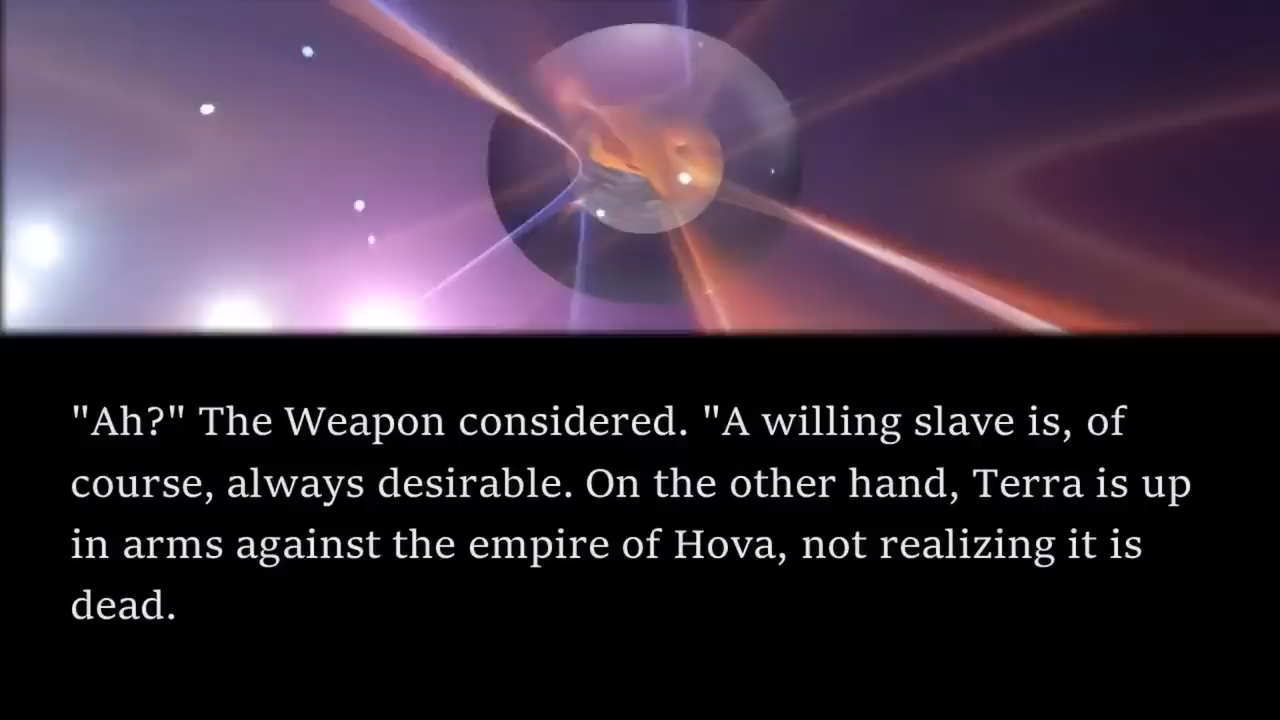 "Ah?" The Weapon considered. "A willing slave is, of
course, always desirable. On the other hand, Terra is up
in arms against the empire of Hova, not realizing it is
dead.